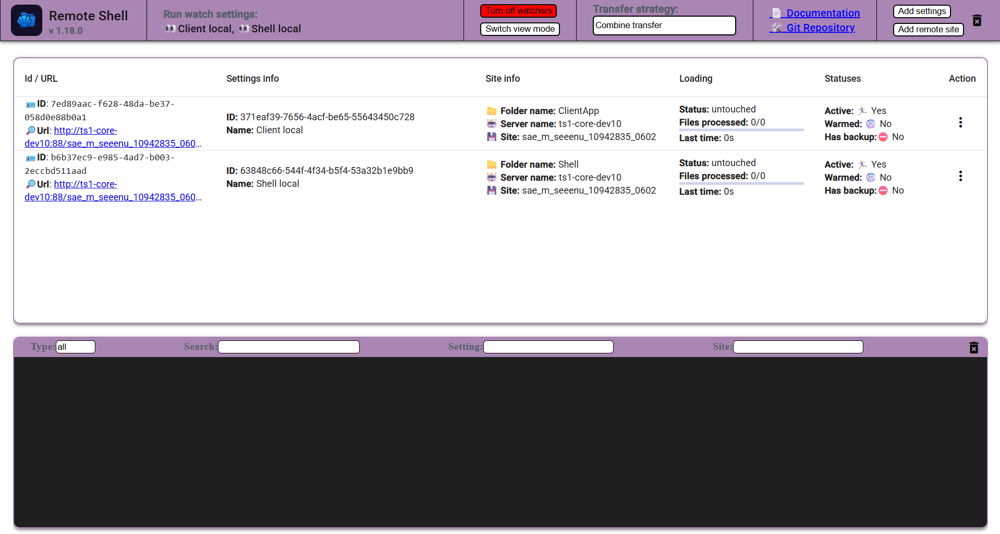 Remote Shell
v 1.18.0
Run watch settings:
👀Client local, 👀Shell local
Turn off watchers
Switch view mode
Transfer strategy:
Combine transfer
📄 Documentation
🛠️ Git Repository
Add settings
Add remote site
Id / URL Settings info Site info Loading Statuses Action
🪪ID: 7ed89aac-f628-48da-be37-
058d0e88b0a1
🔎Url: http://ts1-core-
dev10:88/sae_m_seeenu_10942835_060...
ID: 371eaf39-7656-4acf-be65-55643450c728
Name: Client local
📁 Folder name: ClientApp
🤖 Server name: ts1-core-dev10
💾 Site: sae_m_seeenu_10942835_0602
Status: untouched
Files processed: 0/0
Last time: 0s
Active: 🏃 Yes
Warmed: 🥶 No
Has backup:⛔ No
🪪ID: b6b37ec9-e985-4ad7-b003-
2eccbd511aad
🔎Url: http://ts1-core-
dev10:88/sae_m_seeenu_10942835_060...
ID: 63848c66-544f-4f34-b5f4-53a32b1e9bb9
Name: Shell local
📁 Folder name: Shell
🤖 Server name: ts1-core-dev10
💾 Site: sae_m_seeenu_10942835_0602
Status: untouched
Files processed: 0/0
Last time: 0s
Active: 🏃 Yes
Warmed: 🥶 No
Has backup:⛔ No
Type: all Search: Setting: Site: